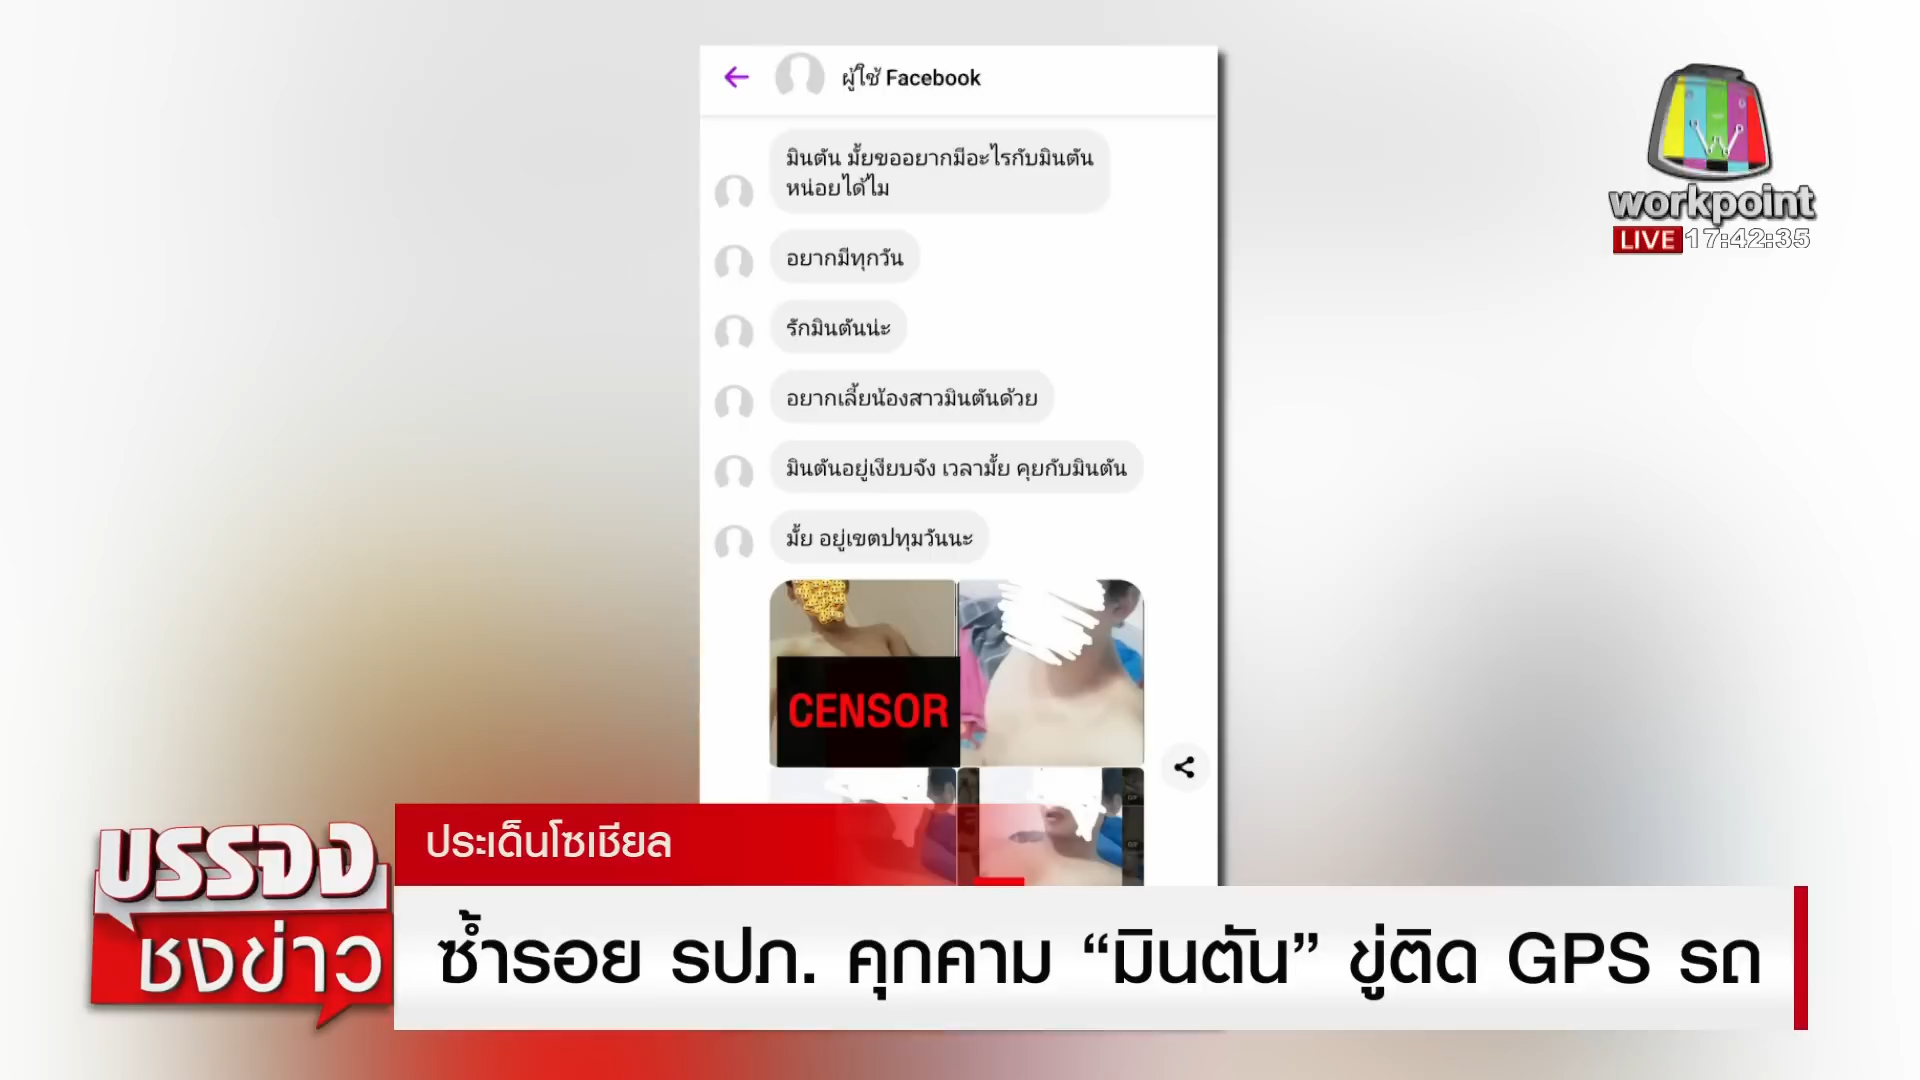 ผู้ใช้ Facebook
มินตัน มั้ยขออยากมีอะไรกับมินตัน
หน่อยได้ไม
อยากมีทุกวัน
รักมินตันน่ะ
อยากเลี้ยน้องสาวมินตันด้วย
มินตันอยู่เงียบจัง เวลามั้ย คุยกับมินตัน
มั้ย อยู่เขตปทุมวันนะ
CENSOR
workpoint
LIVE 17:42:35
บรรจง
ชงข่าว
ประเด็นโซเชียล
ซ้ำรอย รปภ. คุกคาม “มินตัน” ขู่ติด GPS รถ